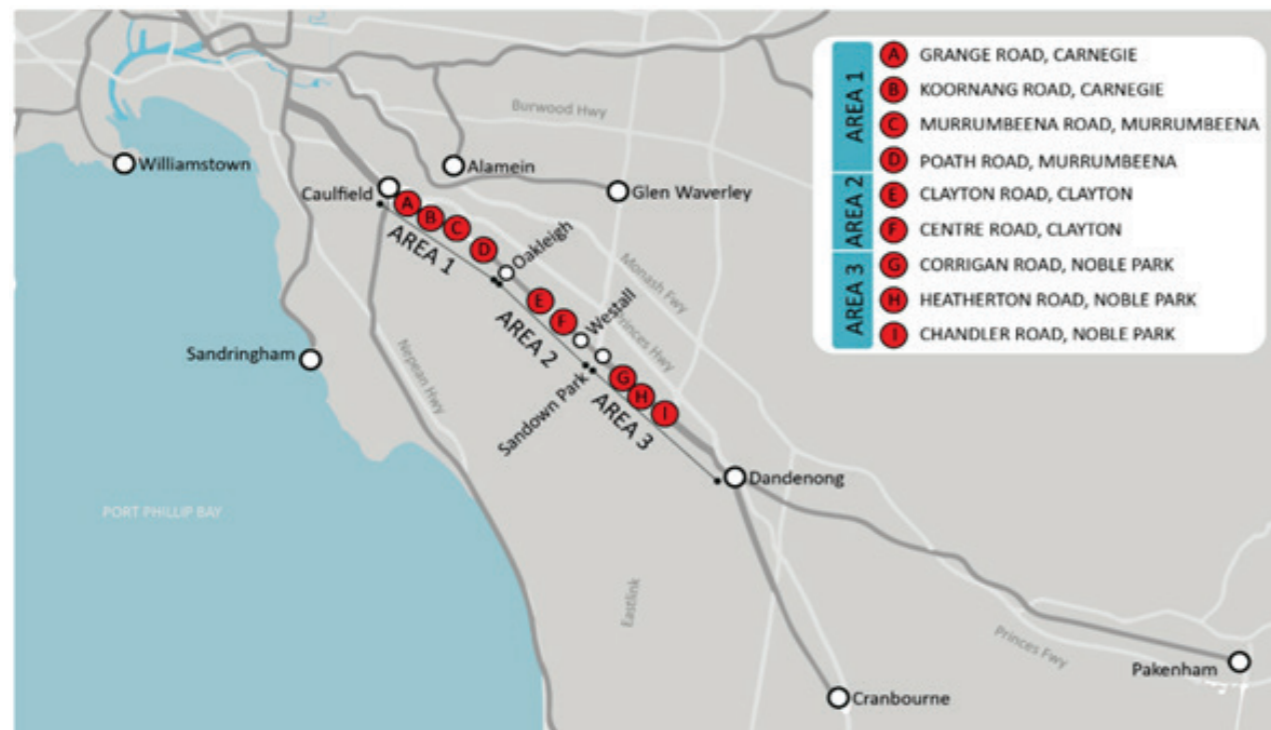 AREA 1
A GRANGE ROAD, CARNEGIE
B KOORNANG ROAD, CARNEGIE
C MURRUMBEENA ROAD, MURRUMBEENA
D POATH ROAD, MURRUMBEENA
AREA 2
E CLAYTON ROAD, CLAYTON
F CENTRE ROAD, CLAYTON
AREA 3
G CORRIGAN ROAD, NOBLE PARK
H HEATHERTON ROAD, NOBLE PARK
I CHANDLER ROAD, NOBLE PARK
Burwood Hwy
Williamstown
Alamein
Glen Waverley
Caulfield
A
B
C
D
AREA 1
Oakleigh
Monash Fwy
Princes Hwy
E
F
AREA 2
Westall
Sandringham
Nepean Hwy
Sandown Park
G
H
I
AREA 3
Dandenong
PORT PHILLIP BAY
Eastlink
Princes Fwy
Pakenham
Cranbourne